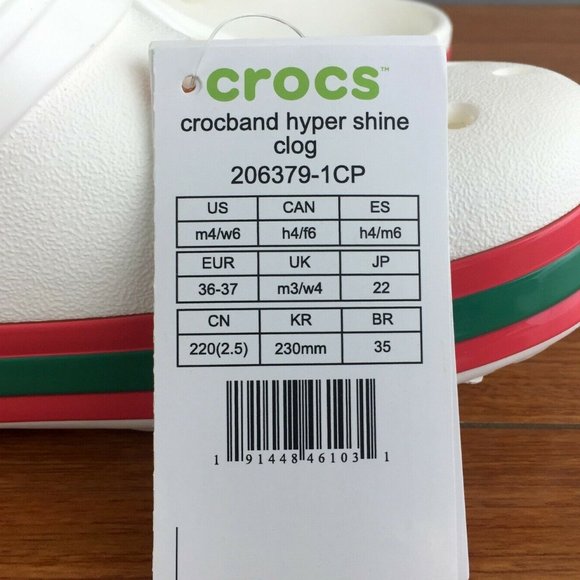 crocs™
crocband hyper shine
clog
206379-1CP
US CAN ES
m4/w6 h4/f6 h4/m6
EUR UK JP
36-37 m3/w4 22
CN KR BR
220(2.5) 230mm 35
1 91448 46103 1